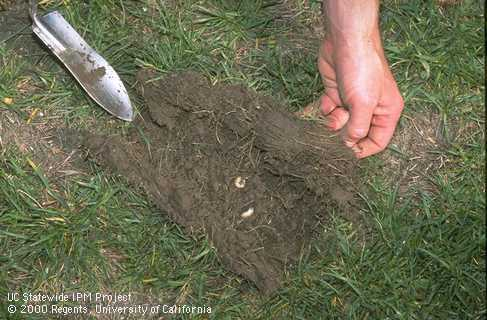 UC Statewide IPM Project
© 2000 Regents, University of California